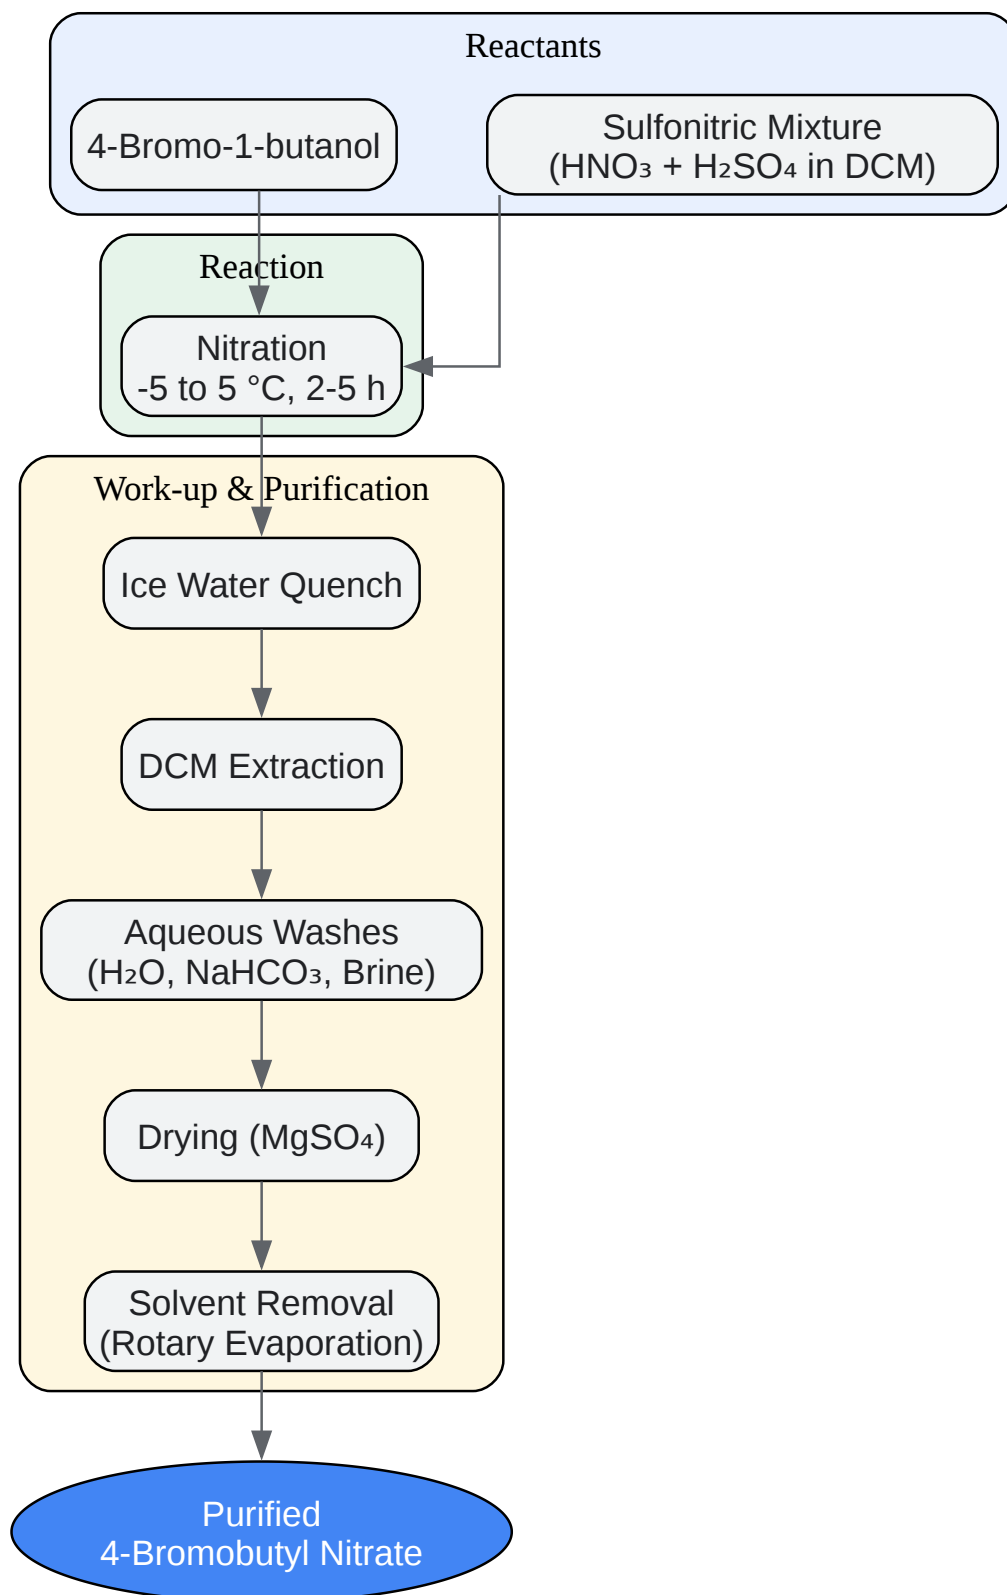 Reactants
4-Bromo-1-butanol
Sulfonitric Mixture
(HNO₃ + H₂SO₄ in DCM)
Reaction
Nitration
-5 to 5 °C, 2-5 h
Work-up & Purification
Ice Water Quench
DCM Extraction
Aqueous Washes
(H₂O, NaHCO₃, Brine)
Drying (MgSO₄)
Solvent Removal
(Rotary Evaporation)
Purified
4-Bromobutyl Nitrate